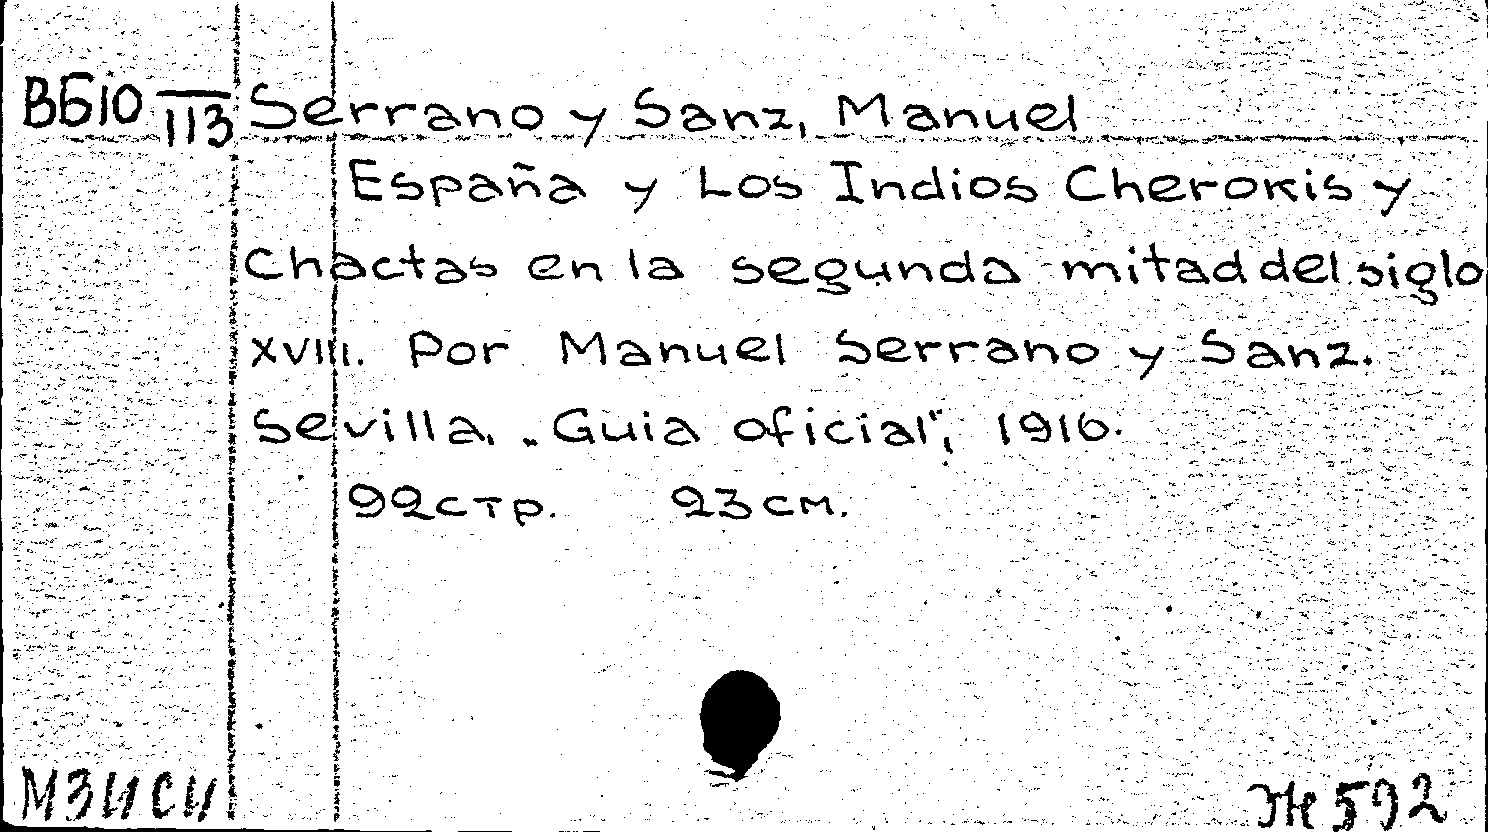 ВБ10 113 Serrano y Sanz, Manuel
España y Los Indios Cherokis y
Chactas en la segunda mitad del siglo
XVIII. Por Manuel Serrano y Sanz.
Sevilla, „Guia oficial", 1916.
92стр. 23см.
МЗИСИ Ж592